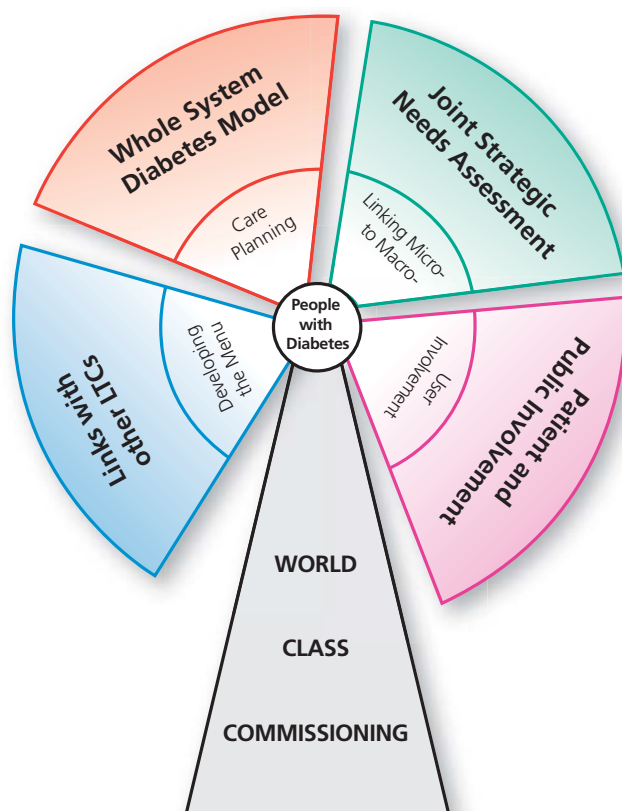 Whole System
Diabetes Model
Care
Planning
Joint Strategic
Needs Assessment
Linking Micro-
to Macro-
Links with
other LTCs
Developing
the Menu
People
with
Diabetes
User
Involvement
Patient and
Public Involvement
WORLD
CLASS
COMMISSIONING